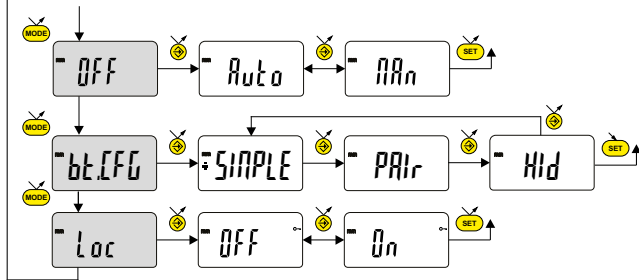 MODE
OFF Auto MAn SET
MODE
bt.CFG SIMPLE PAIr HId SET
MODE
Loc OFF On SET